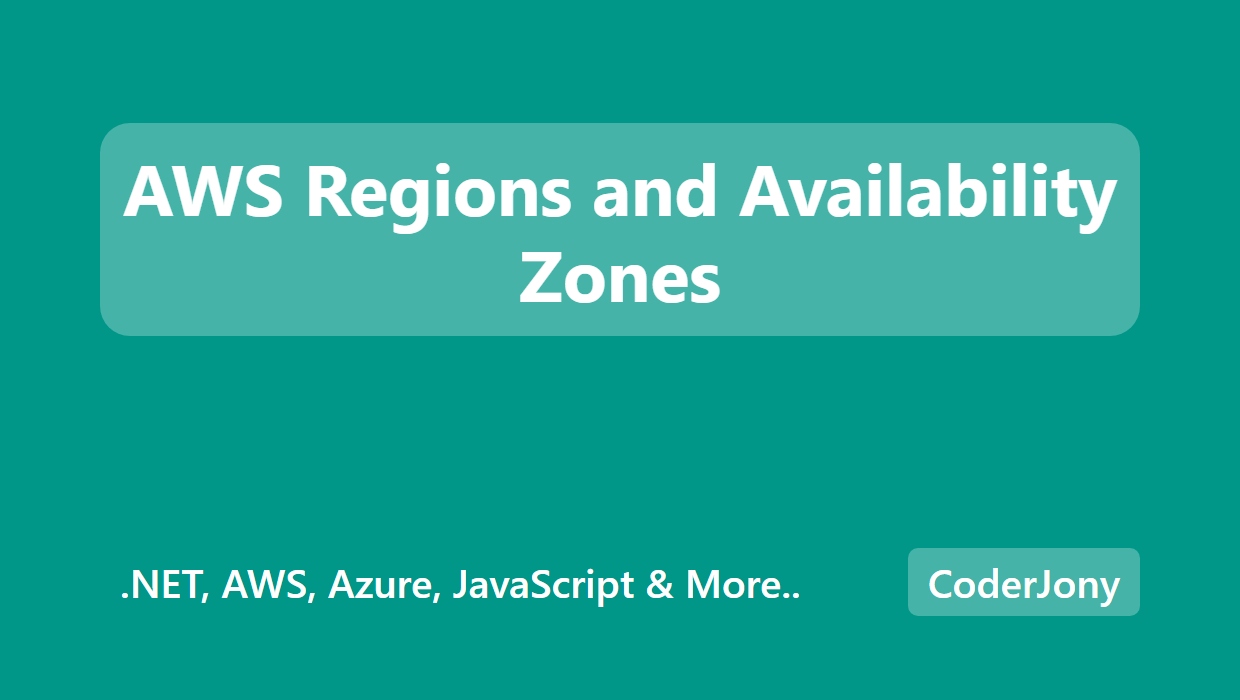 AWS Regions and Availability
Zones
.NET, AWS, Azure, JavaScript & More..
CoderJony